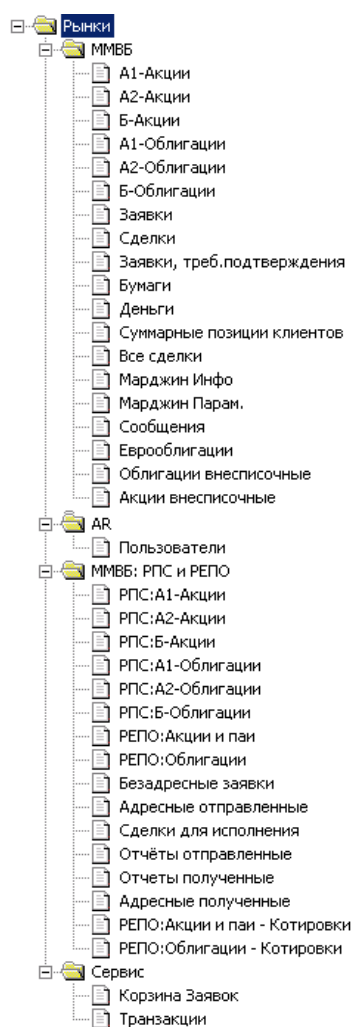 Рынки
ММВБ
А1-Акции
А2-Акции
Б-Акции
А1-Облигации
А2-Облигации
Б-Облигации
Заявки
Сделки
Заявки, треб.подтверждения
Бумаги
Деньги
Суммарные позиции клиентов
Все сделки
Марджин Инфо
Марджин Парам.
Сообщения
Еврооблигации
Облигации внесписочные
Акции внесписочные
AR
Пользователи
ММВБ: РПС и РЕПО
РПС:А1-Акции
РПС:А2-Акции
РПС:Б-Акции
РПС:А1-Облигации
РПС:А2-Облигации
РПС:Б-Облигации
РЕПО:Акции и паи
РЕПО:Облигации
Безадресные заявки
Адресные отправленные
Сделки для исполнения
Отчёты отправленные
Отчеты полученные
Адресные полученные
РЕПО:Акции и паи - Котировки
РЕПО:Облигации - Котировки
Сервис
Корзина Заявок
Транзакции